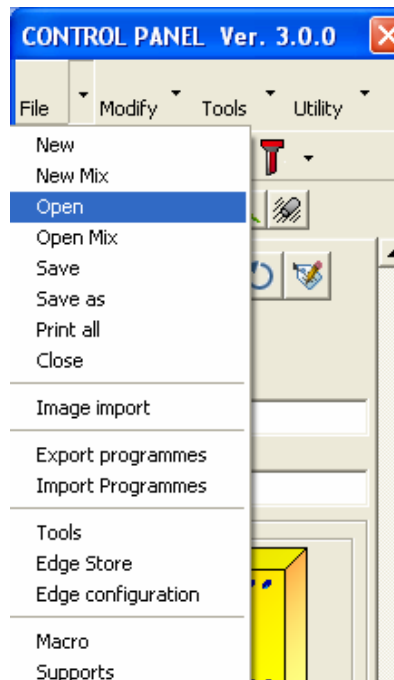 CONTROL PANEL Ver. 3.0.0
File Modify Tools Utility
New
New Mix
Open
Open Mix
Save
Save as
Print all
Close
Image import
Export programmes
Import Programmes
Tools
Edge Store
Edge configuration
Macro
Supports